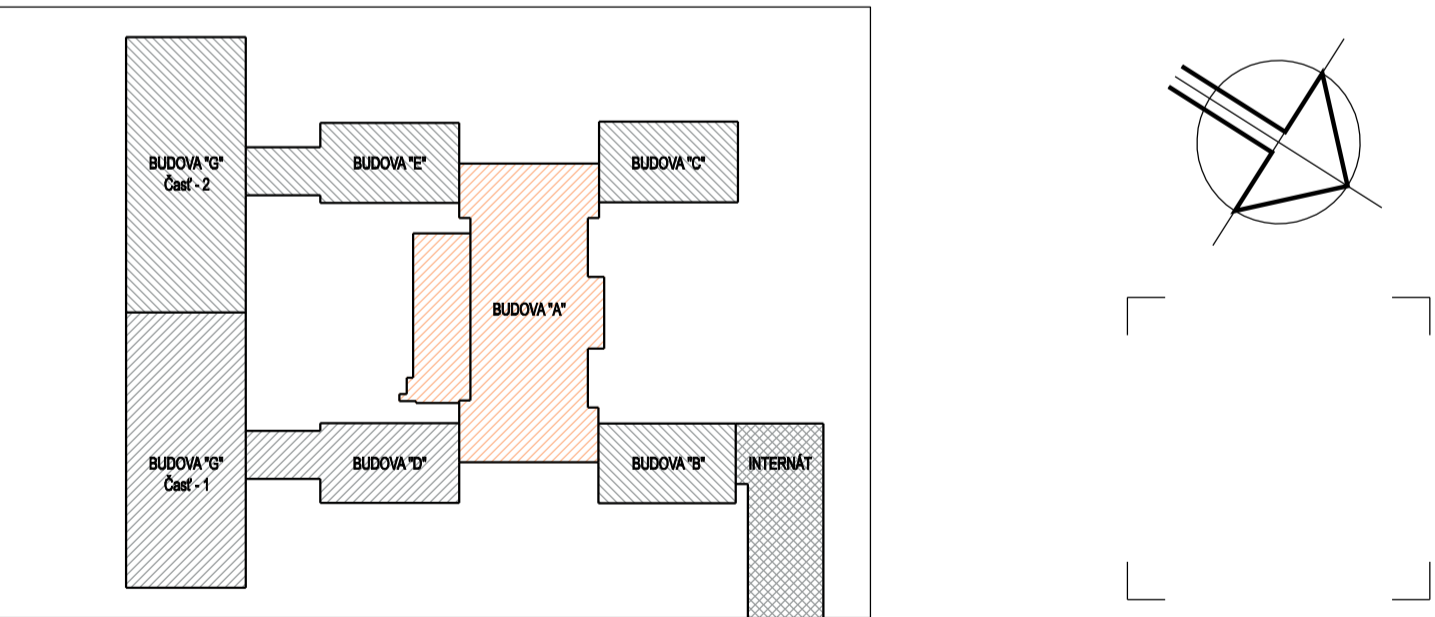 BUDOVA "G"
Časť - 2
BUDOVA "E"
BUDOVA "C"
BUDOVA "A"
BUDOVA "G"
Časť - 1
BUDOVA "D"
BUDOVA "B"
INTERNÁT